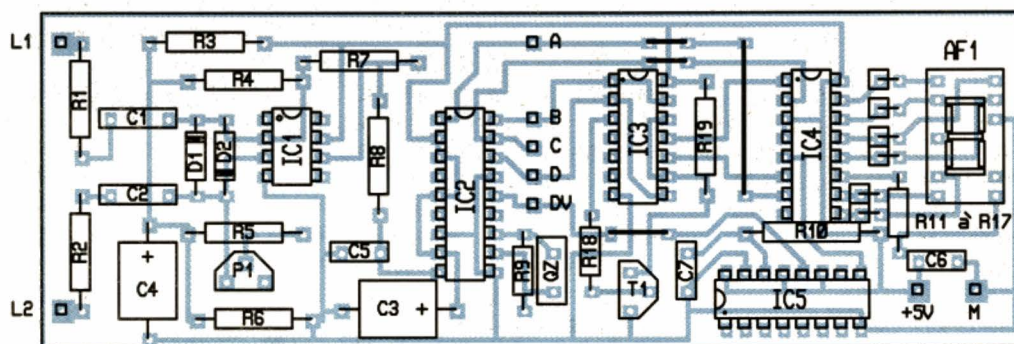 L1
R3
A
AF1
R7
R4
R1
C1
B
IC1
D1
D2
R8
IC2
C
IC3
R19
IC4
D
C2
DV
R11 à R17
R2
R5
R18
R10
C5
P1
R9
QZ
C7
C6
C4
T1
IC5
C3
L2
R6
+5V
M